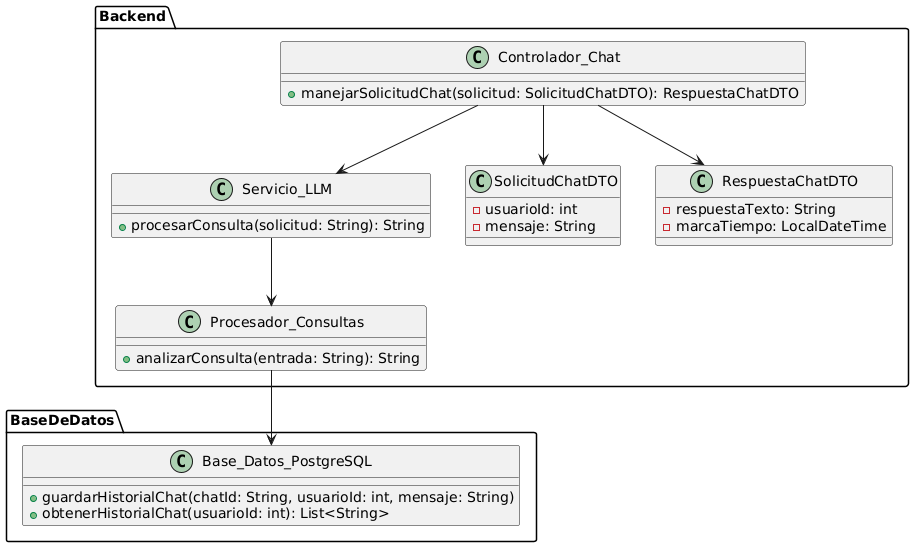 Backend
C Controlador_Chat
manejarSolicitudChat(solicitud: SolicitudChatDTO): RespuestaChatDTO
C Servicio_LLM
procesarConsulta(solicitud: String): String
C SolicitudChatDTO
usuarioId: int
mensaje: String
C RespuestaChatDTO
respuestaTexto: String
marcaTiempo: LocalDateTime
C Procesador_Consultas
analizarConsulta(entrada: String): String
BaseDeDatos
C Base_Datos_PostgreSQL
guardarHistorialChat(chatId: String, usuarioId: int, mensaje: String)
obtenerHistorialChat(usuarioId: int): List<String>